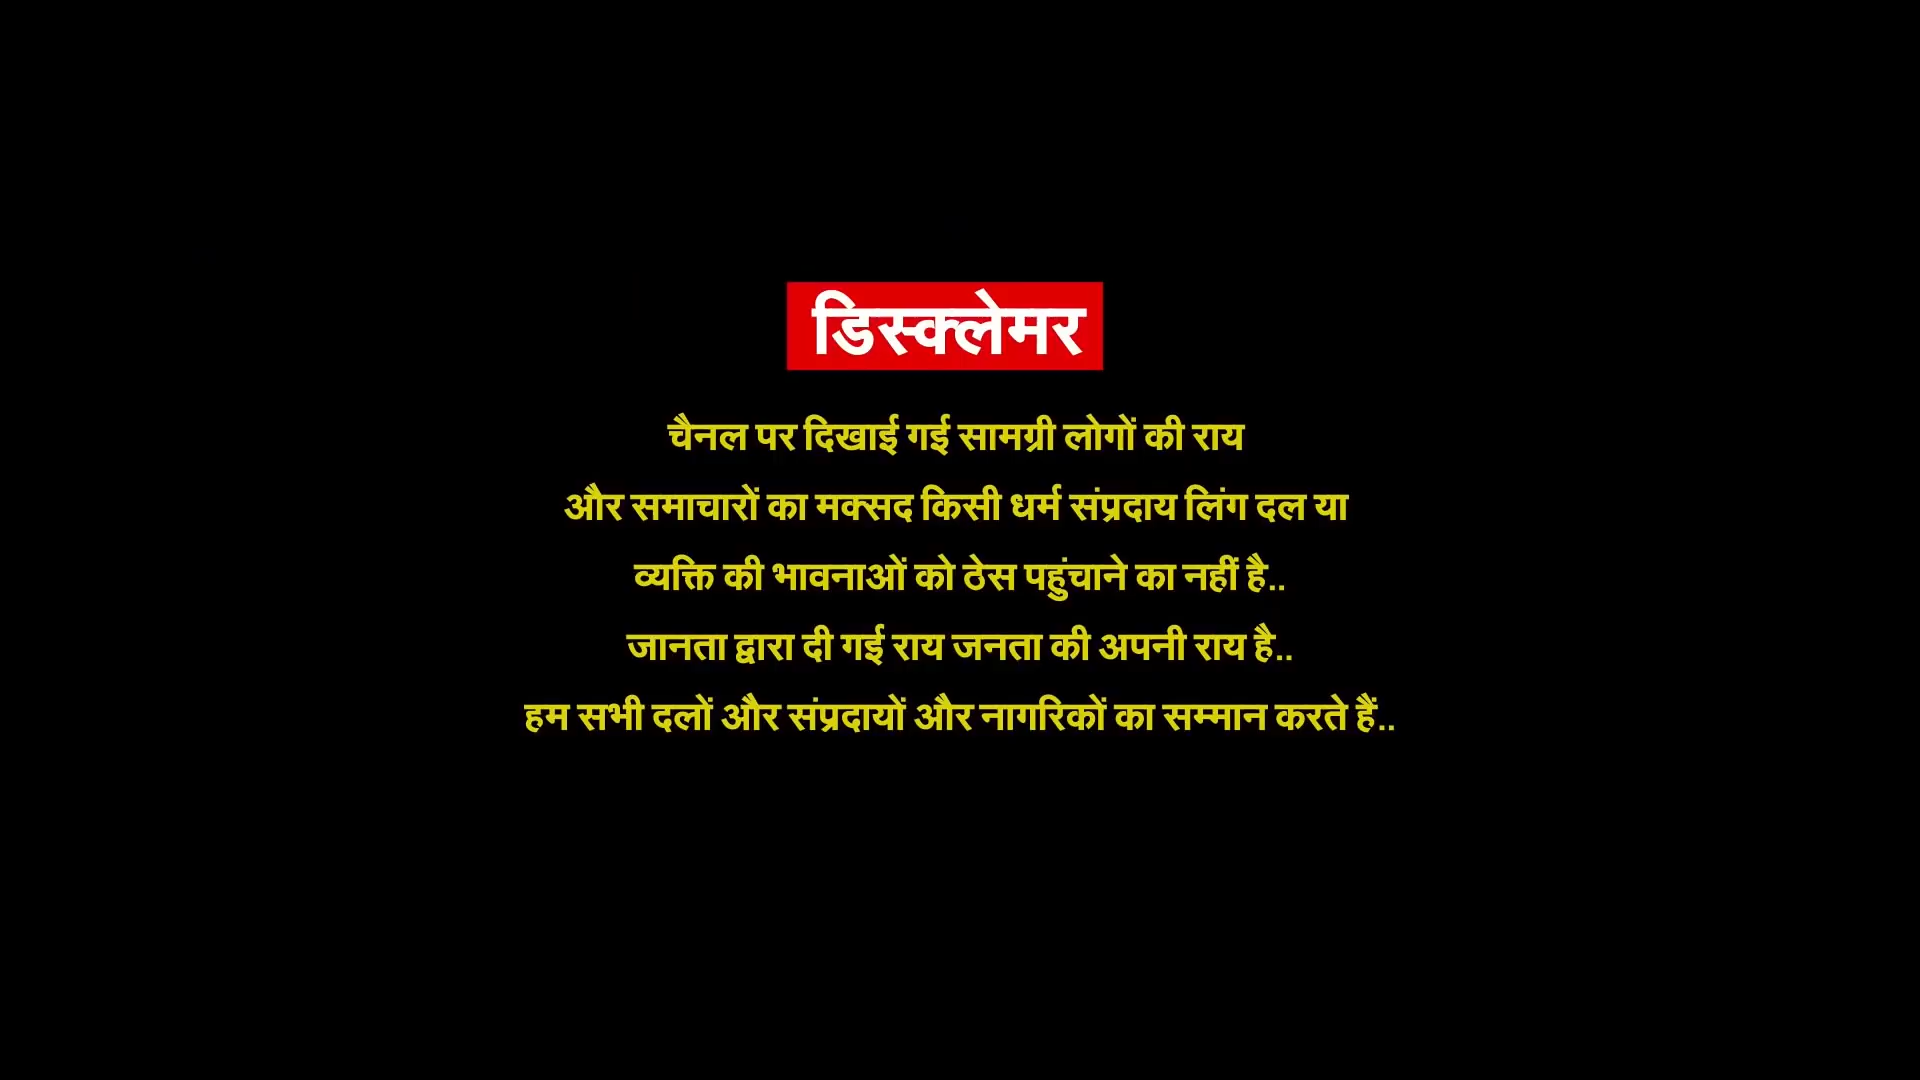 डिस्क्लेमर
चैनल पर दिखाई गई सामग्री लोगों की राय
और समाचारों का मक्सद किसी धर्म संप्रदाय लिंग दल या
व्यक्ति की भावनाओं को ठेस पहुंचाने का नहीं है..
जानता द्वारा दी गई राय जनता की अपनी राय है..
हम सभी दलों और संप्रदायों और नागरिकों का सम्मान करते हैं..